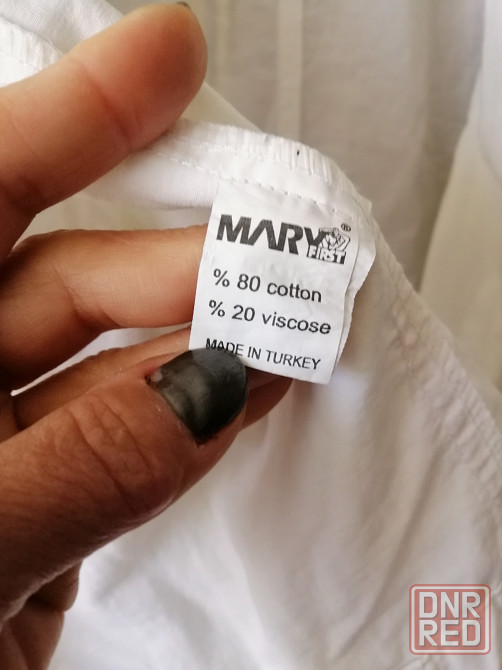 MARY
FIRST
®
% 80 cotton
% 20 viscose
MADE IN TURKEY
DNR
RED